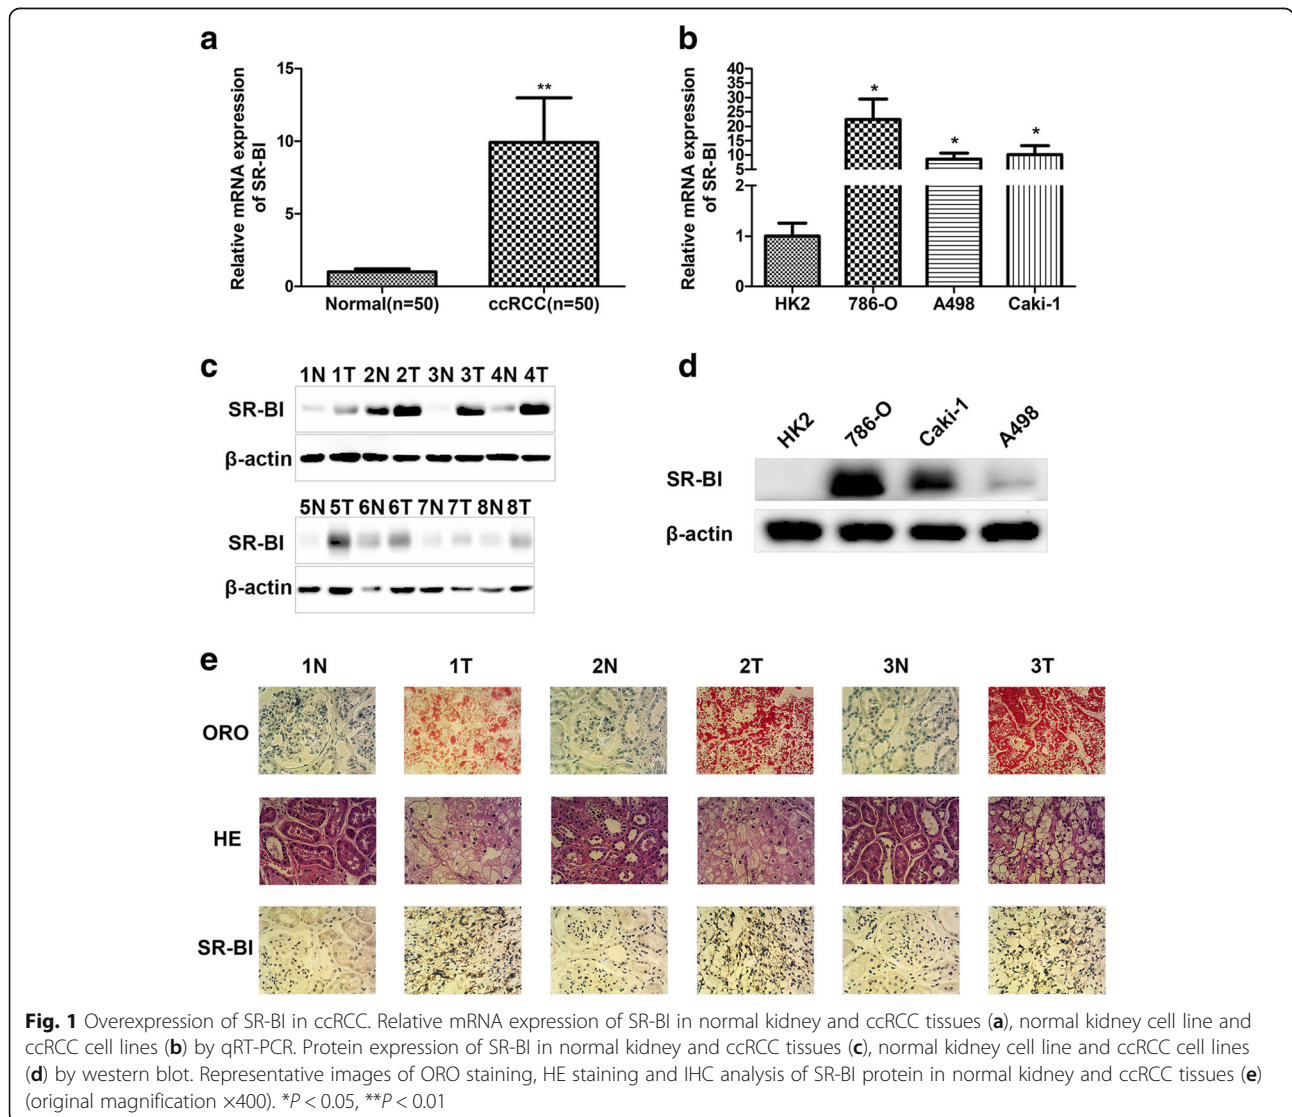 a
Relative mRNA expression
of SR-BI
15
10
5
0
**
Normal(n=50) ccRCC(n=50)
b
Relative mRNA expression
of SR-BI
40
35
30
25
20
15
10
5
2
1
0
* * *
HK2 786-O A498 Caki-1
c
1N 1T 2N 2T 3N 3T 4N 4T
SR-BI
β-actin
5N 5T 6N 6T 7N 7T 8N 8T
SR-BI
β-actin
d
HK2 786-O Caki-1 A498
SR-BI
β-actin
e
1N 1T 2N 2T 3N 3T
ORO
HE
SR-BI
Fig. 1 Overexpression of SR-BI in ccRCC. Relative mRNA expression of SR-BI in normal kidney and ccRCC tissues (a), normal kidney cell line and
ccRCC cell lines (b) by qRT-PCR. Protein expression of SR-BI in normal kidney and ccRCC tissues (c), normal kidney cell line and ccRCC cell lines
(d) by western blot. Representative images of ORO staining, HE staining and IHC analysis of SR-BI protein in normal kidney and ccRCC tissues (e)
(original magnification ×400). *P < 0.05, **P < 0.01